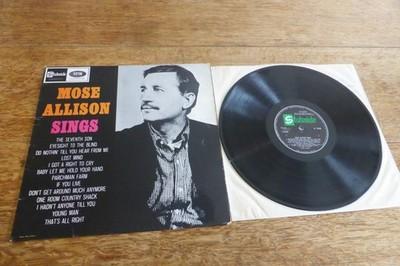 Stateside
MOSE
ALLISON
SINGS
THE SEVENTH SON
EYESIGHT TO THE BLIND
DO NOTHIN' TILL YOU HEAR FROM ME
LOST MIND
I GOT A RIGHT TO CRY
BABY LET ME HOLD YOUR HAND
PARCHMAN FARM
IF YOU LIVE
DON'T GET AROUND MUCH ANYMORE
ONE ROOM COUNTRY SHACK
I HADN'T ANYONE TILL YOU
YOUNG MAN
THAT'S ALL RIGHT
Stateside